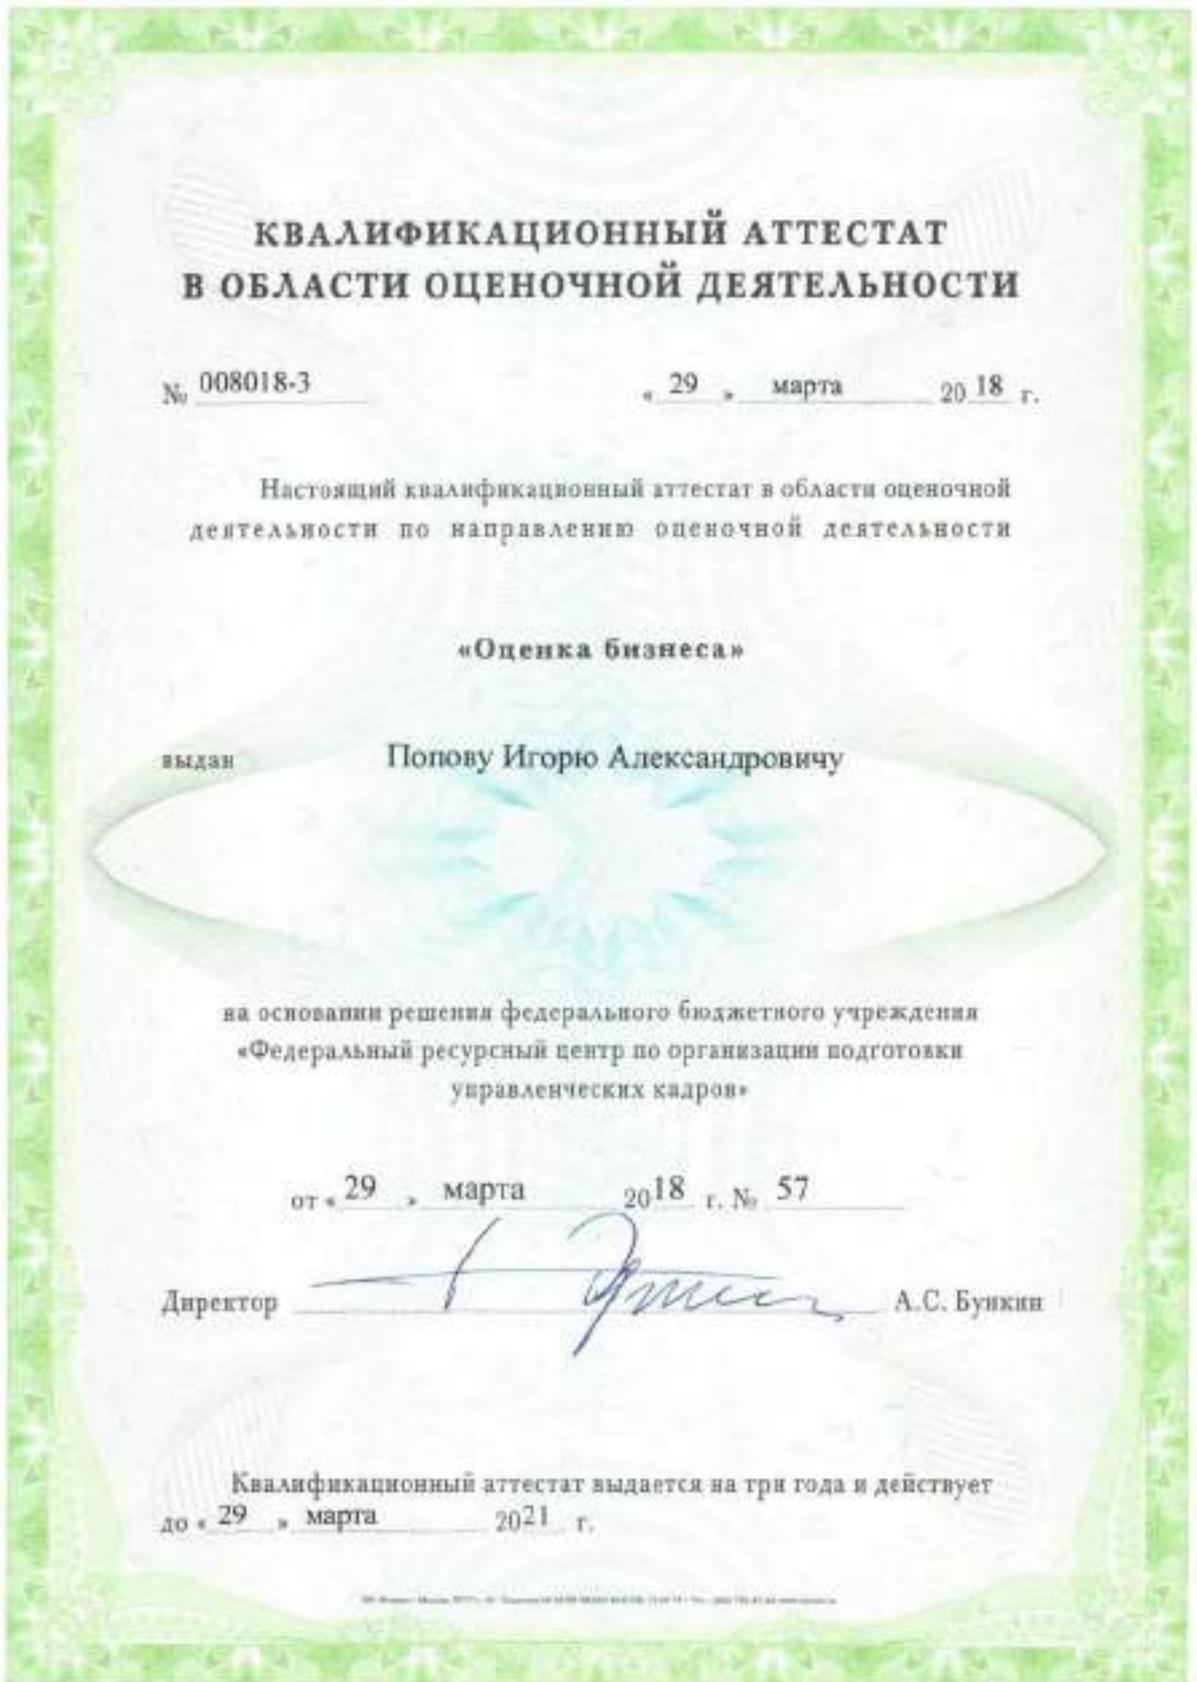 КВАЛИФИКАЦИОННЫЙ АТТЕСТАТ
В ОБЛАСТИ ОЦЕНОЧНОЙ ДЕЯТЕЛЬНОСТИ
№ 008018-3 « 29 » марта 20 18 г.
Настоящий квалификационный аттестат в области оценочной
деятельности по направлению оценочной деятельности
«Оценка бизнеса»
выдан Попову Игорю Александровичу
на основании решения федерального бюджетного учреждения
«Федеральный ресурсный центр по организации подготовки
управленческих кадров»
от « 29 » марта 2018 г. № 57
Директор А.С. Бункин
Квалификационный аттестат выдается на три года и действует
до « 29 » марта 2021 г.